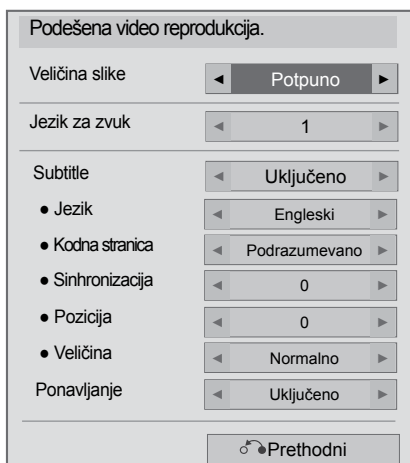 Podešena video reprodukcija.
Veličina slike ◄ Potpuno ►
Jezik za zvuk ◄ 1 ►
Subtitle ◄ Uključeno ►
● Jezik ◄ Engleski ►
● Kodna stranica ◄ Podrazumevano ►
● Sinhronizacija ◄ 0 ►
● Pozicija ◄ 0 ►
● Veličina ◄ Normalno ►
Ponavljanje ◄ Uključeno ►
Prethodni